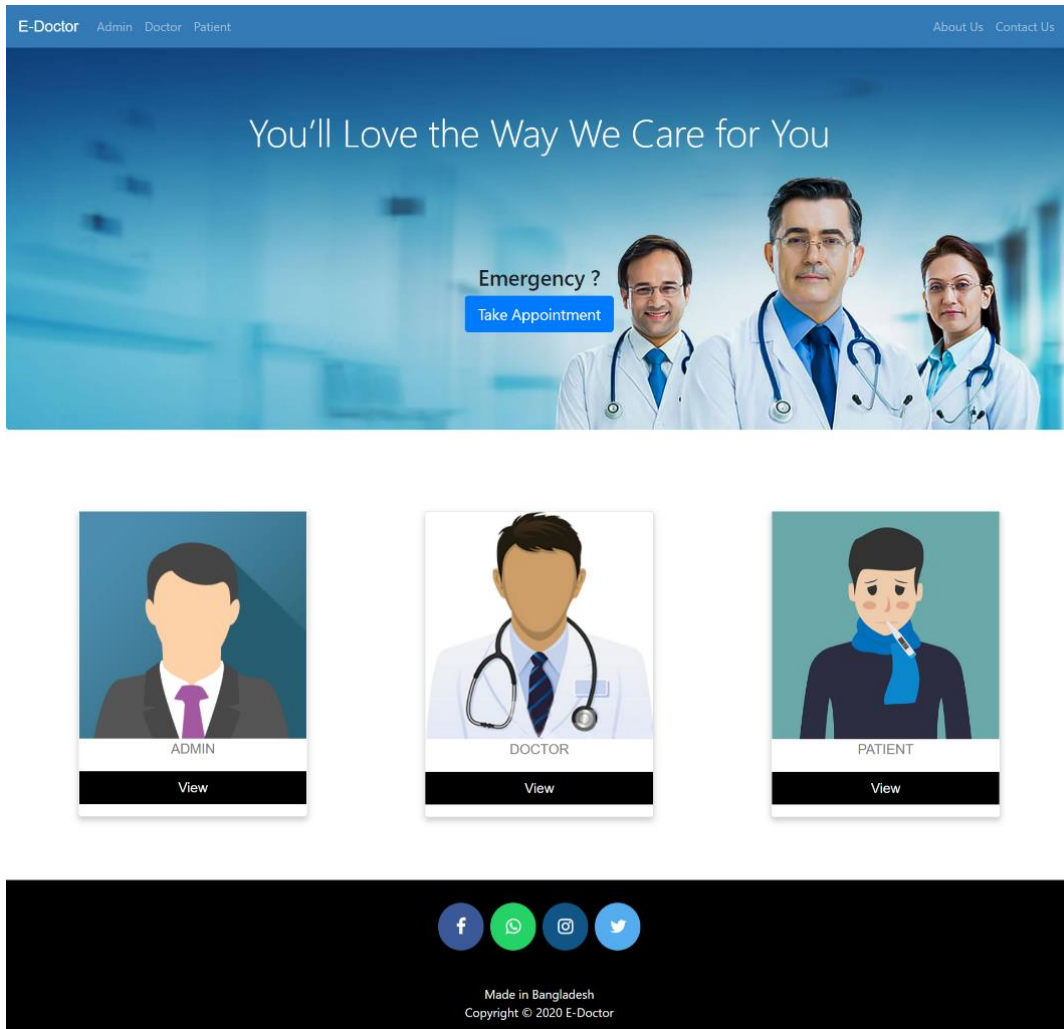 E-Doctor Admin Doctor Patient About Us Contact Us
You'll Love the Way We Care for You
Emergency ?
Take Appointment
ADMIN DOCTOR PATIENT
View View View
Made in Bangladesh
Copyright © 2020 E-Doctor